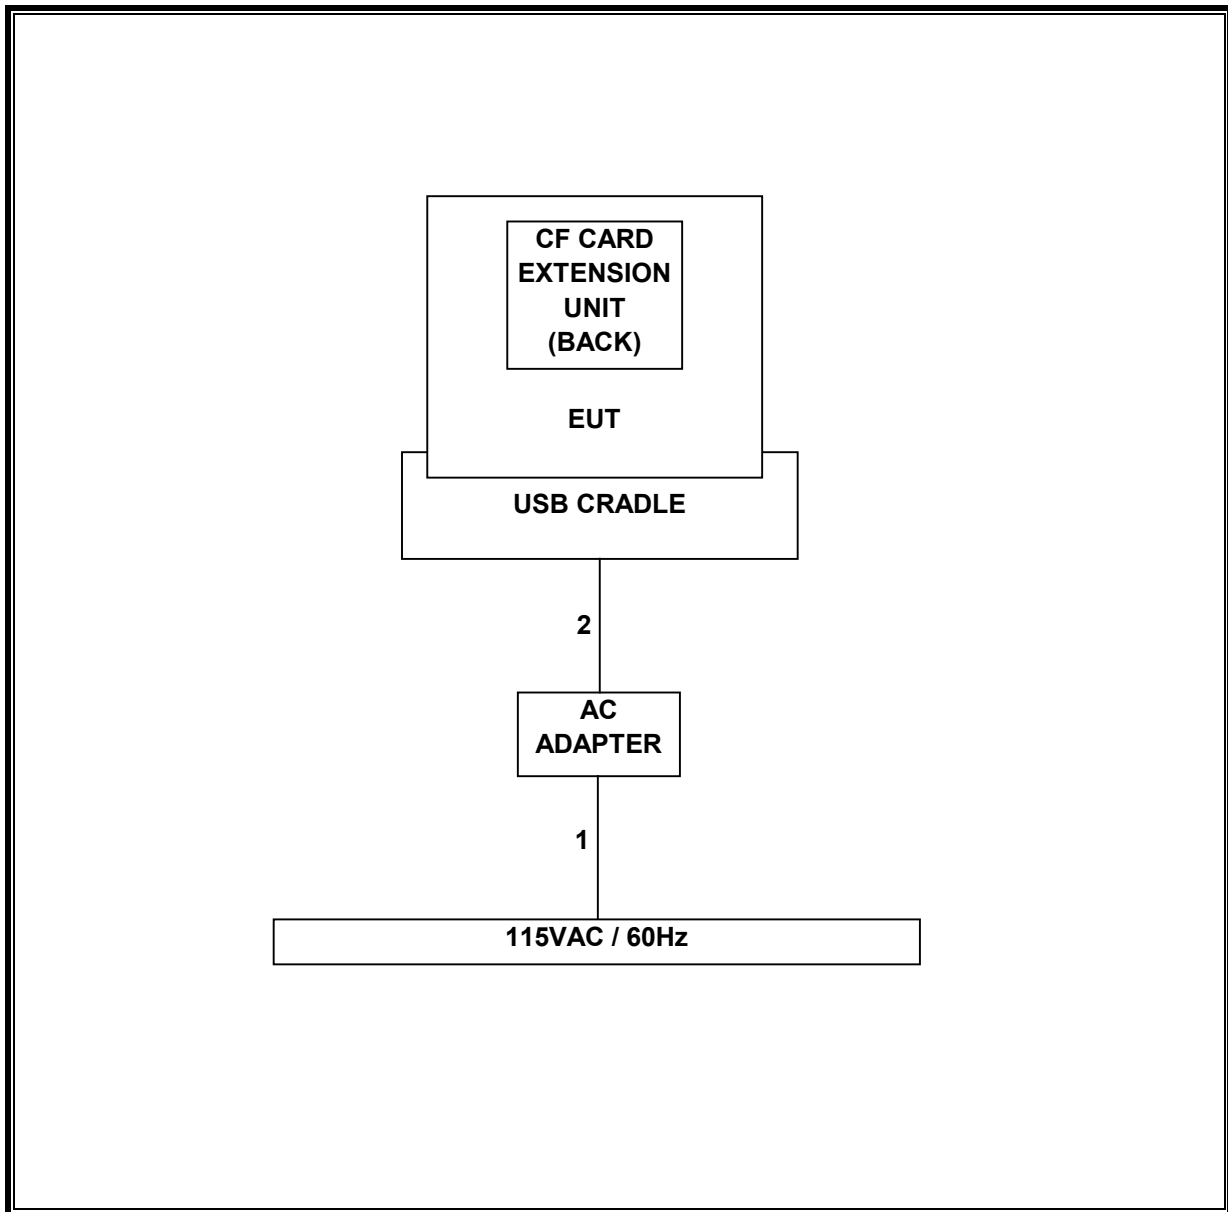 CF CARD
EXTENSION
UNIT
(BACK)
EUT
USB CRADLE
2
AC
ADAPTER
1
115VAC / 60Hz